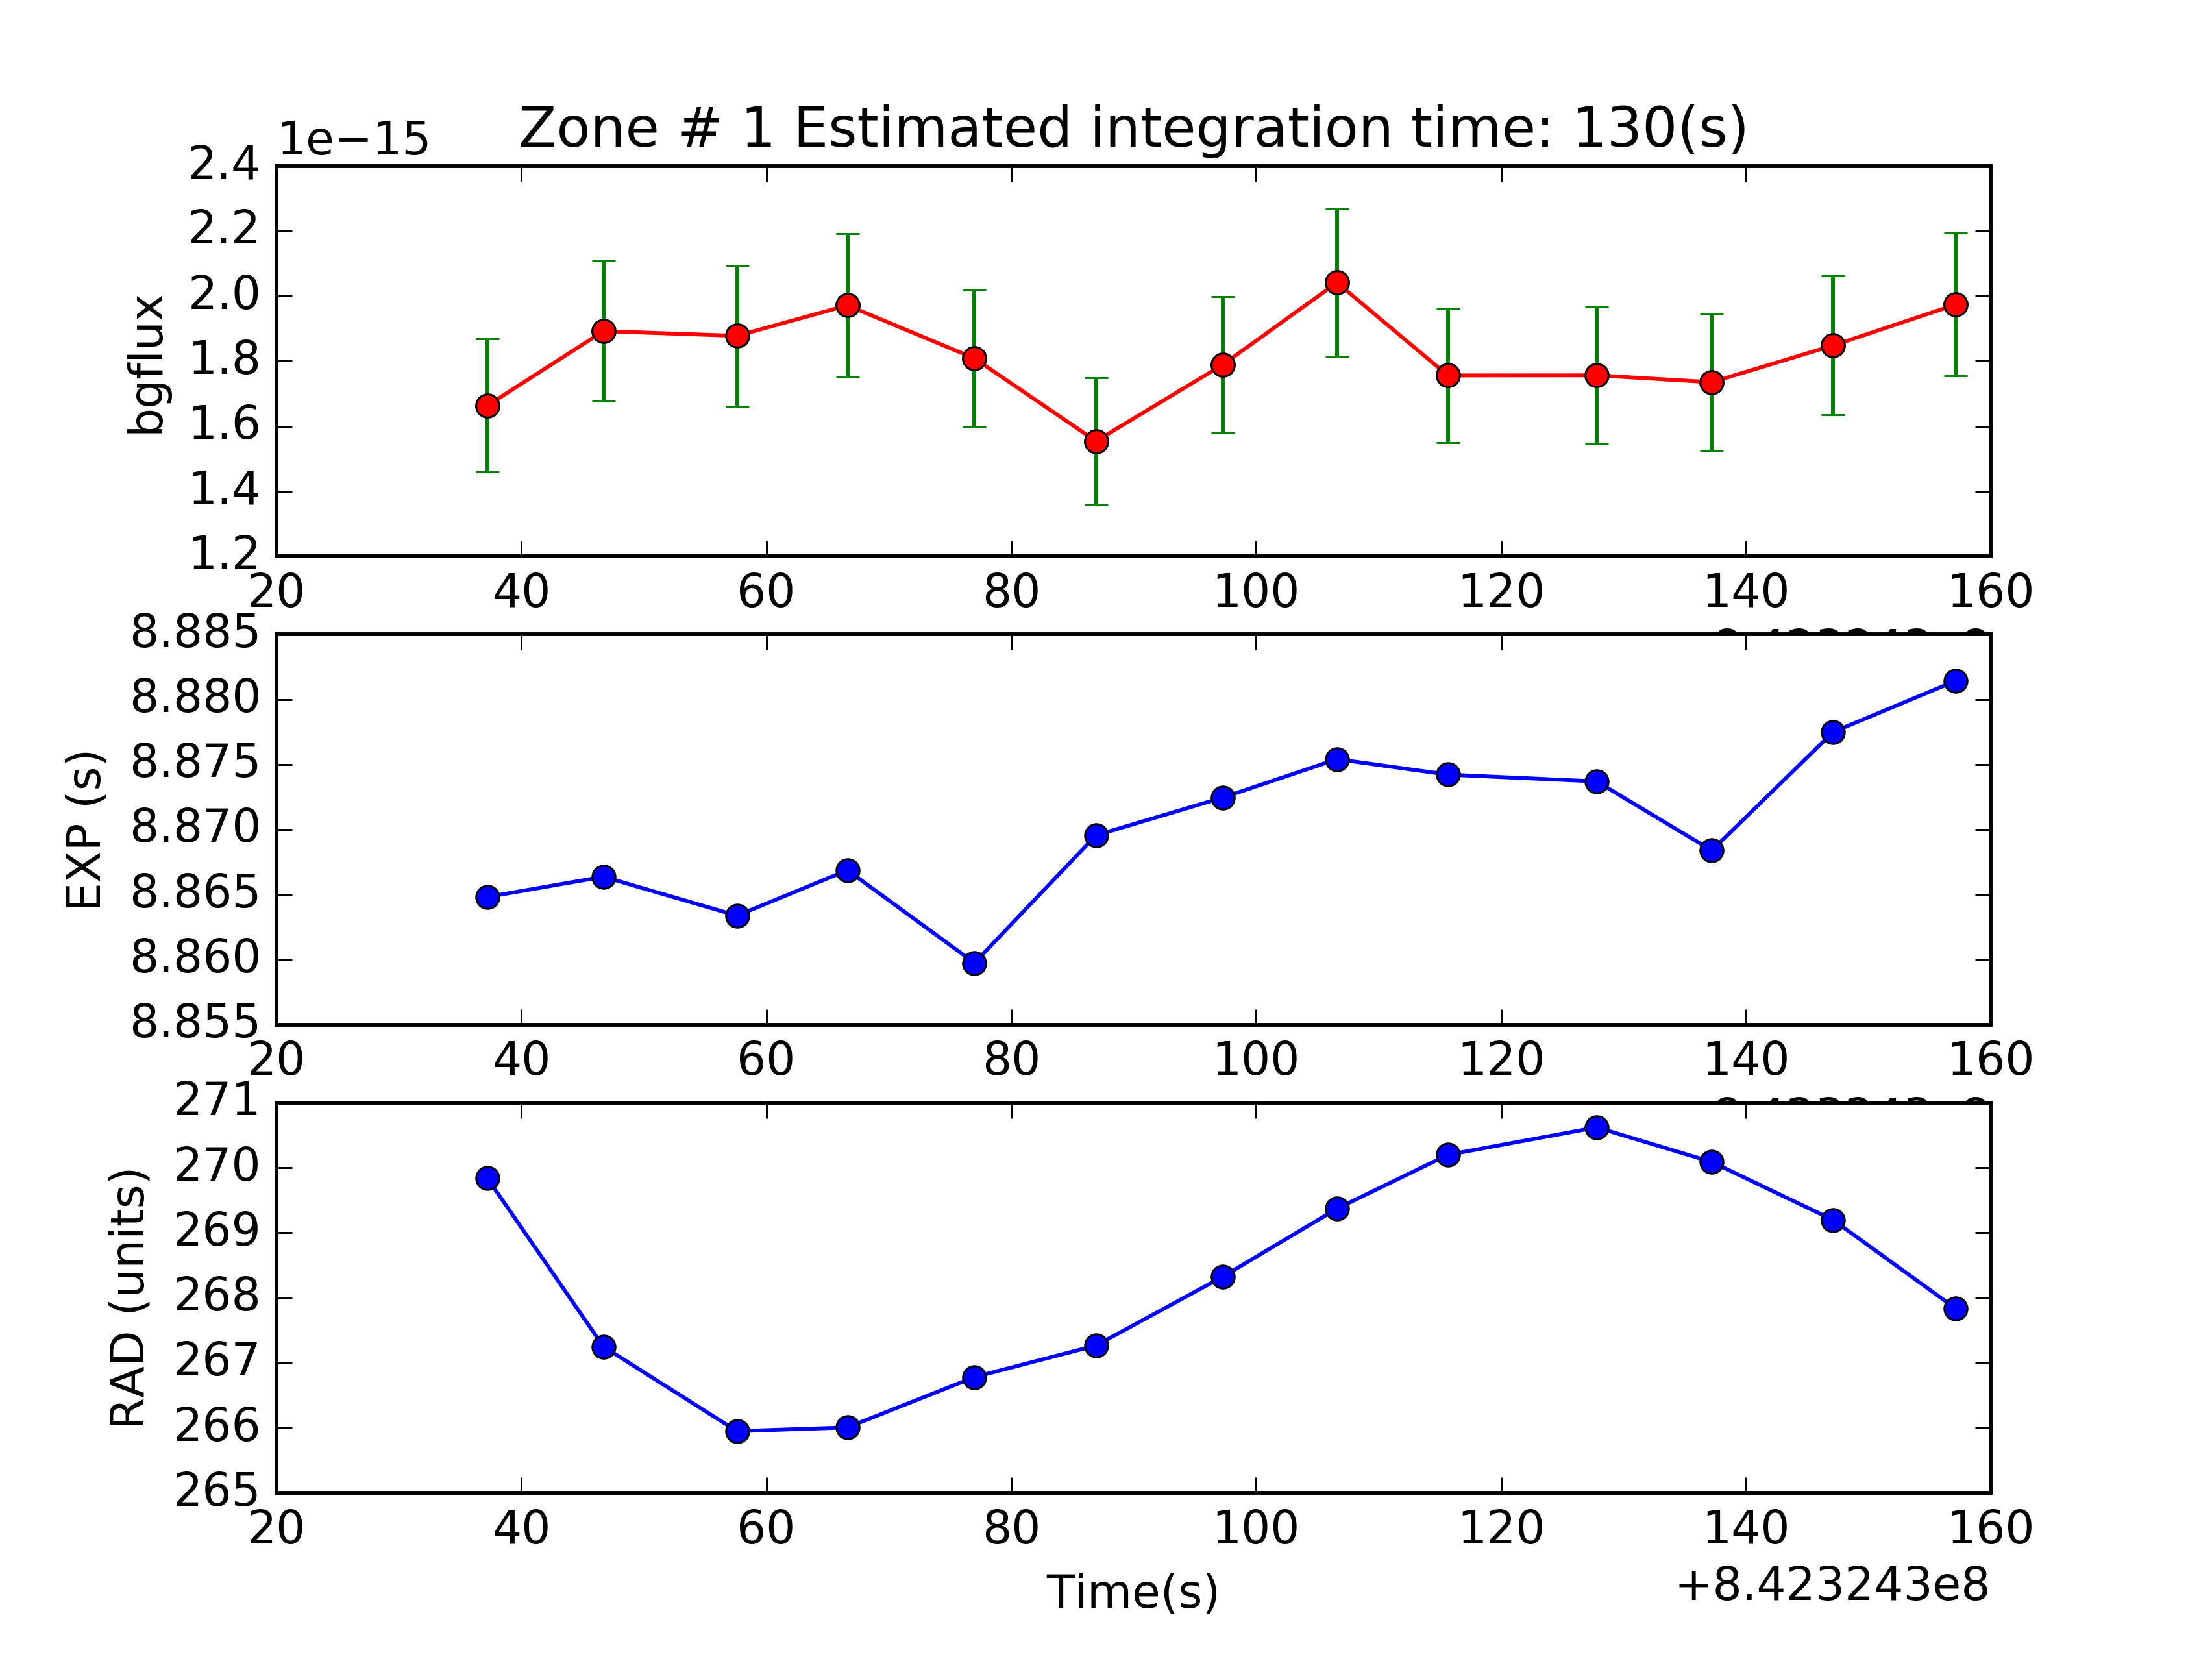 Zone # 1 Estimated integration time: 130(s)
1e−15
2.4
2.2
2.0
1.8
1.6
1.4
1.2
bgflux
20 40 60 80 100 120 140 160
8.885
8.880
8.875
8.870
8.865
8.860
8.855
EXP (s)
20 40 60 80 100 120 140 160
271
270
269
268
267
266
265
RAD (units)
20 40 60 80 100 120 140 160
Time(s)
+8.423243e8